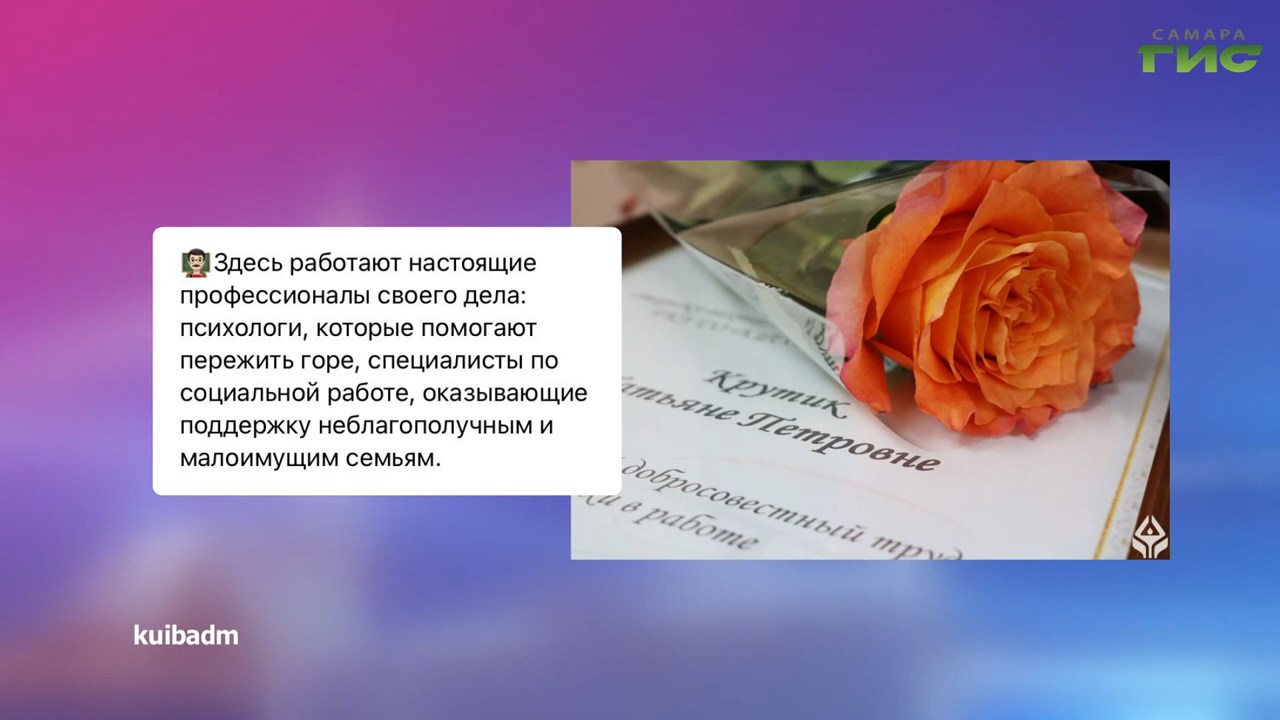 САМАРА
ГИС
Здесь работают настоящие
профессионалы своего дела:
психологи, которые помогают
пережить горе, специалисты по
социальной работе, оказывающие
поддержку неблагополучным и
малоимущим семьям.
Крутик
атьяне Петровне
добросовестный труд
в работе
kuibadm